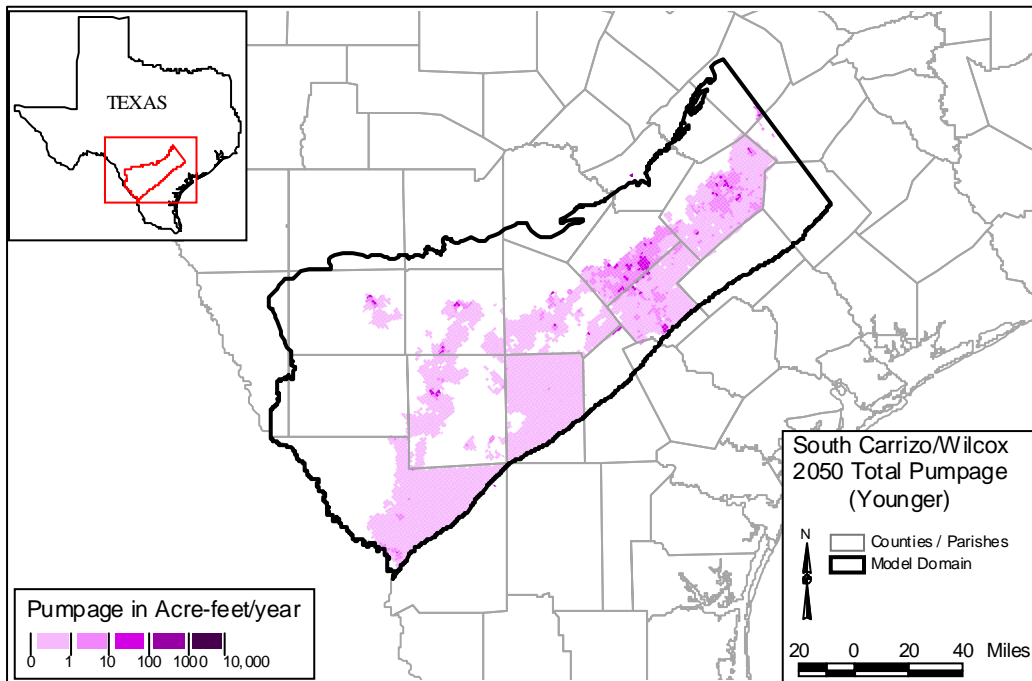 TEXAS
South Carrizo/Wilcox
2050 Total Pumpage
(Younger)
N
Counties / Parishes
Model Domain
20 0 20 40 Miles
Pumpage in Acre-feet/year
0 1 10 100 1000 10,000